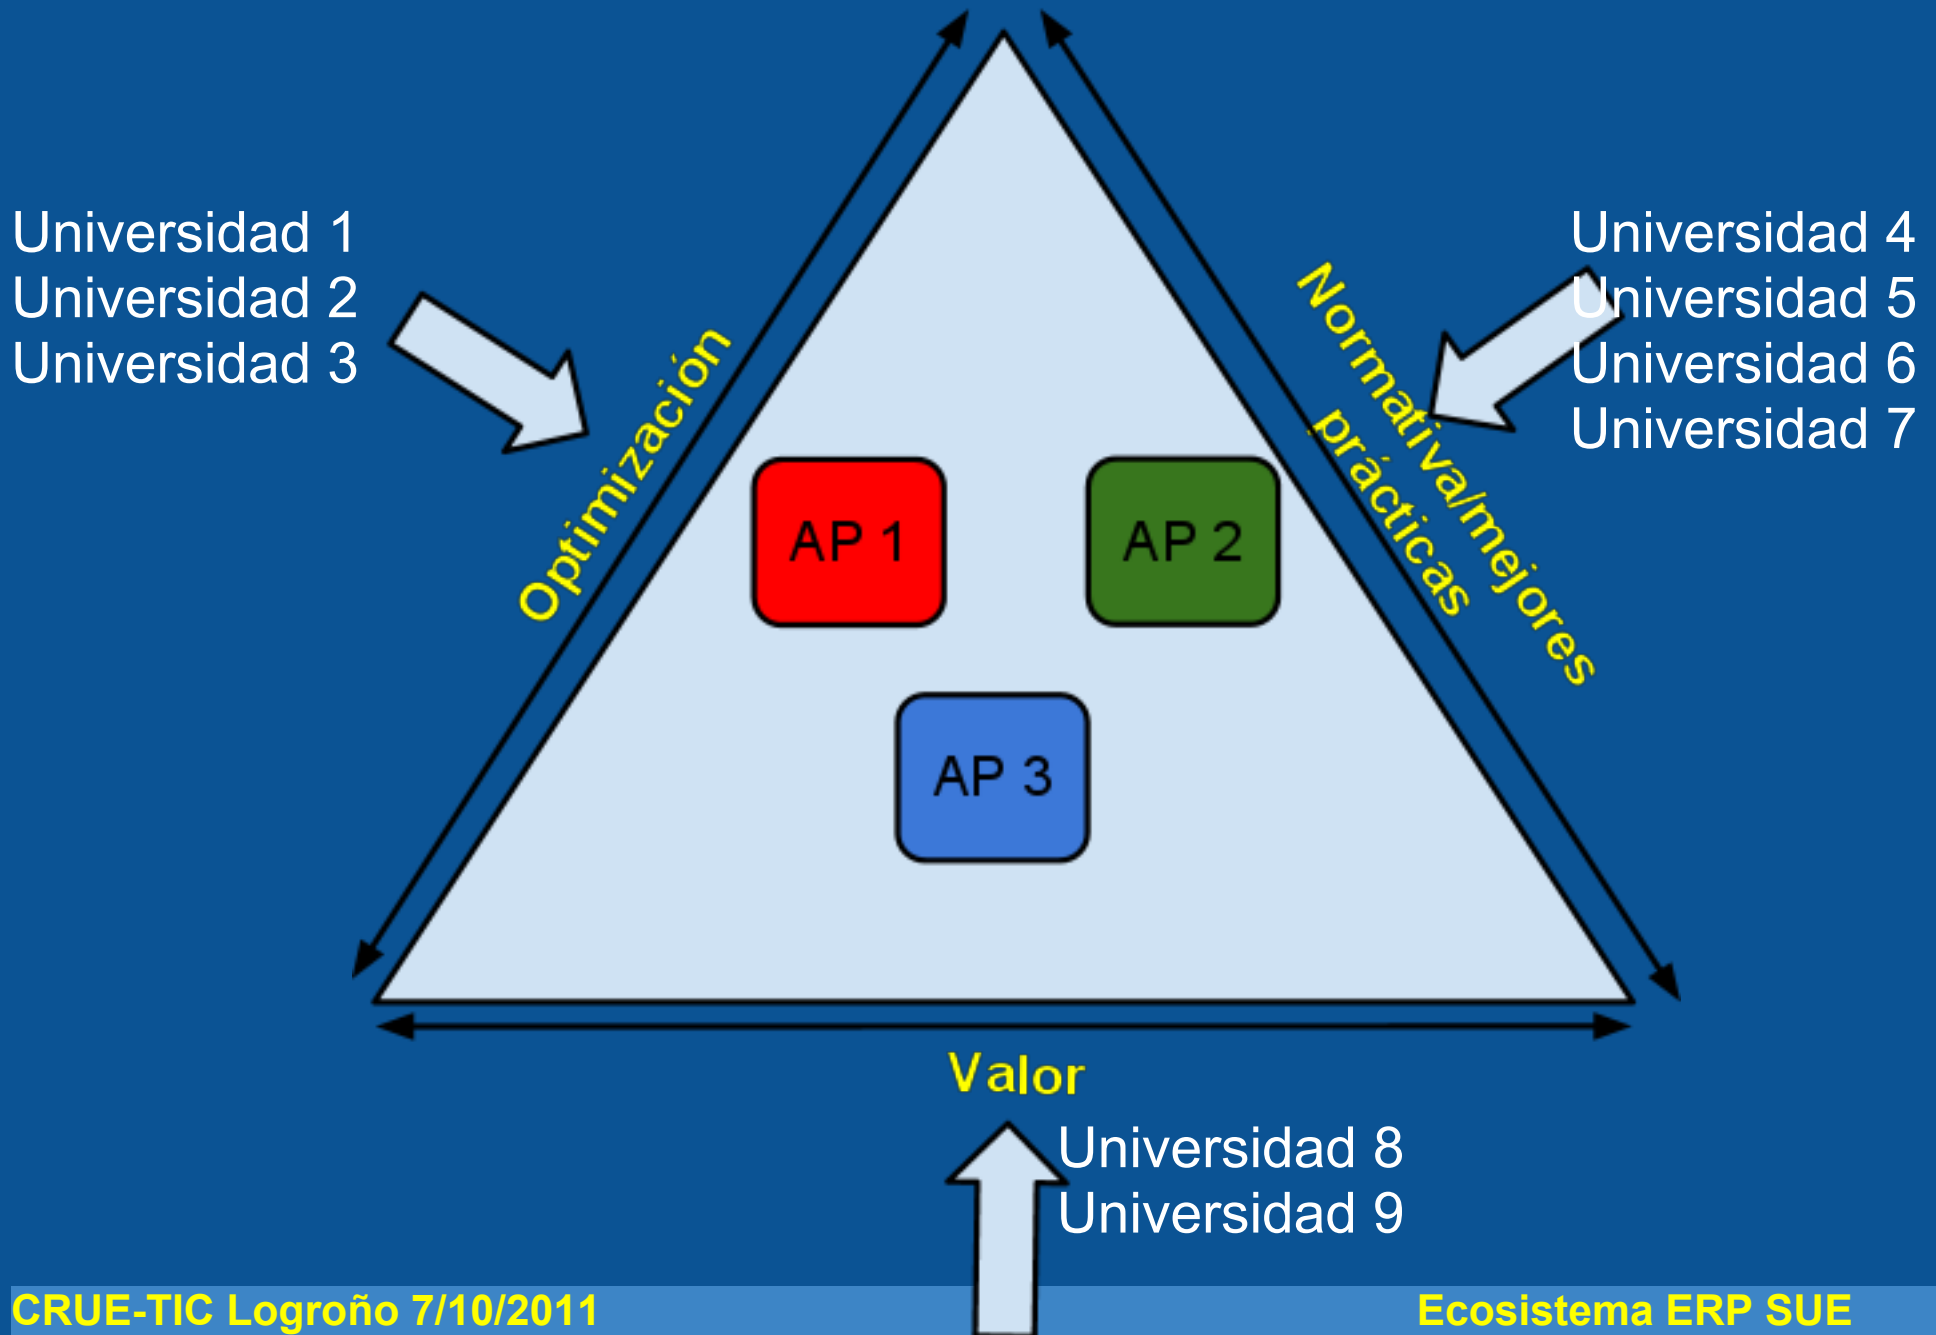 Universidad 1
Universidad 2
Universidad 3
Universidad 4
Universidad 5
Universidad 6
Universidad 7
Optimización
Normativa/mejores
prácticas
AP 1
AP 2
AP 3
Valor
Universidad 8
Universidad 9
CRUE-TIC Logroño 7/10/2011
Ecosistema ERP SUE